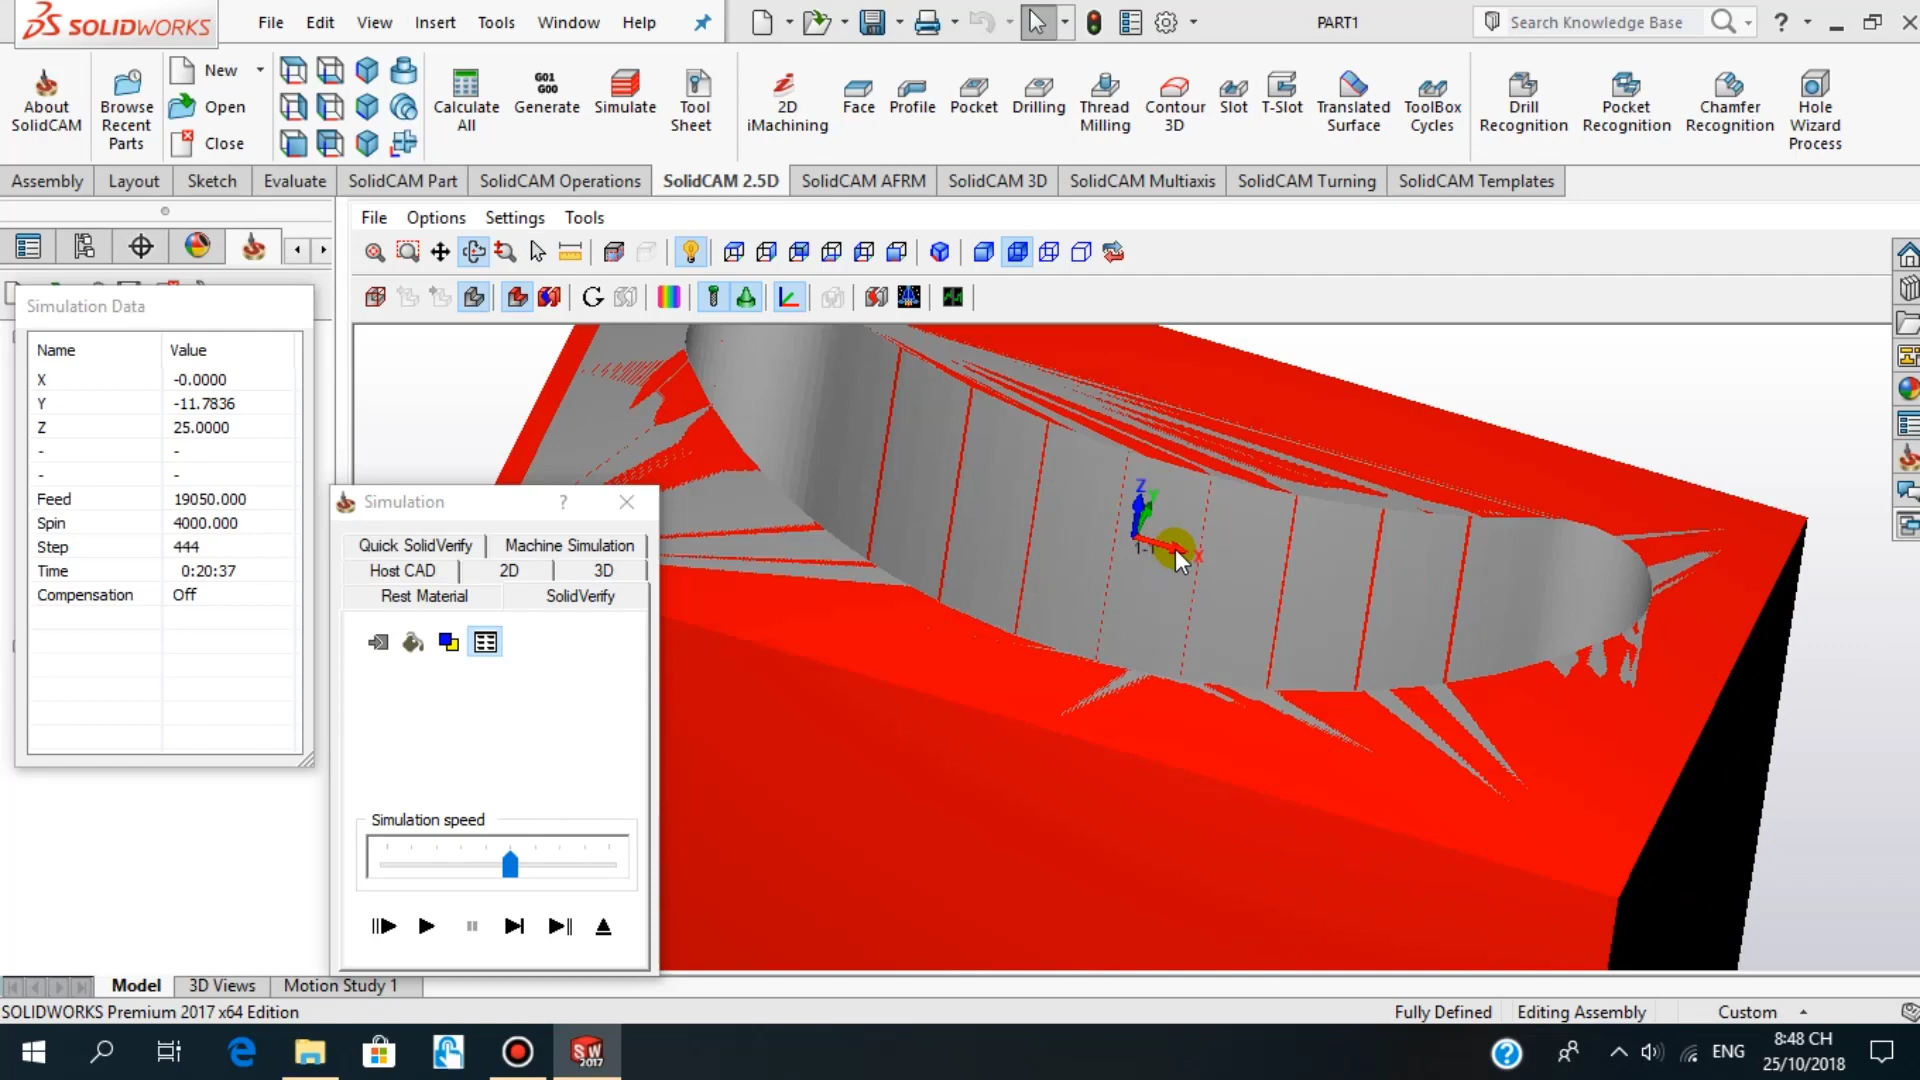 SOLIDWORKS File Edit View Insert Tools Window Help PART1 Search Knowledge Base ?
About SolidCAM
Browse Recent Parts
New
Open
Close
Calculate All
G01 G00 Generate
Simulate
Tool Sheet
2D iMachining
Face
Profile
Pocket
Drilling
Thread Milling
Contour 3D
Slot
T-Slot
Translated Surface
ToolBox Cycles
Drill Recognition
Pocket Recognition
Chamfer Recognition
Hole Wizard Process
Assembly Layout Sketch Evaluate SolidCAM Part SolidCAM Operations SolidCAM 2.5D SolidCAM AFRM SolidCAM 3D SolidCAM Multiaxis SolidCAM Turning SolidCAM Templates
File Options Settings Tools
Simulation Data
Name Value
X -0.0000
Y -11.7836
Z 25.0000
- -
- -
Feed 19050.000
Spin 4000.000
Step 444
Time 0:20:37
Compensation Off
Simulation ?
Quick SolidVerify Machine Simulation
Host CAD 2D 3D
Rest Material SolidVerify
Simulation speed
Z
Y
X
1-1
Model 3D Views Motion Study 1
SOLIDWORKS Premium 2017 x64 Edition Fully Defined Editing Assembly Custom
SW 2017
ENG
8:48 CH
25/10/2018